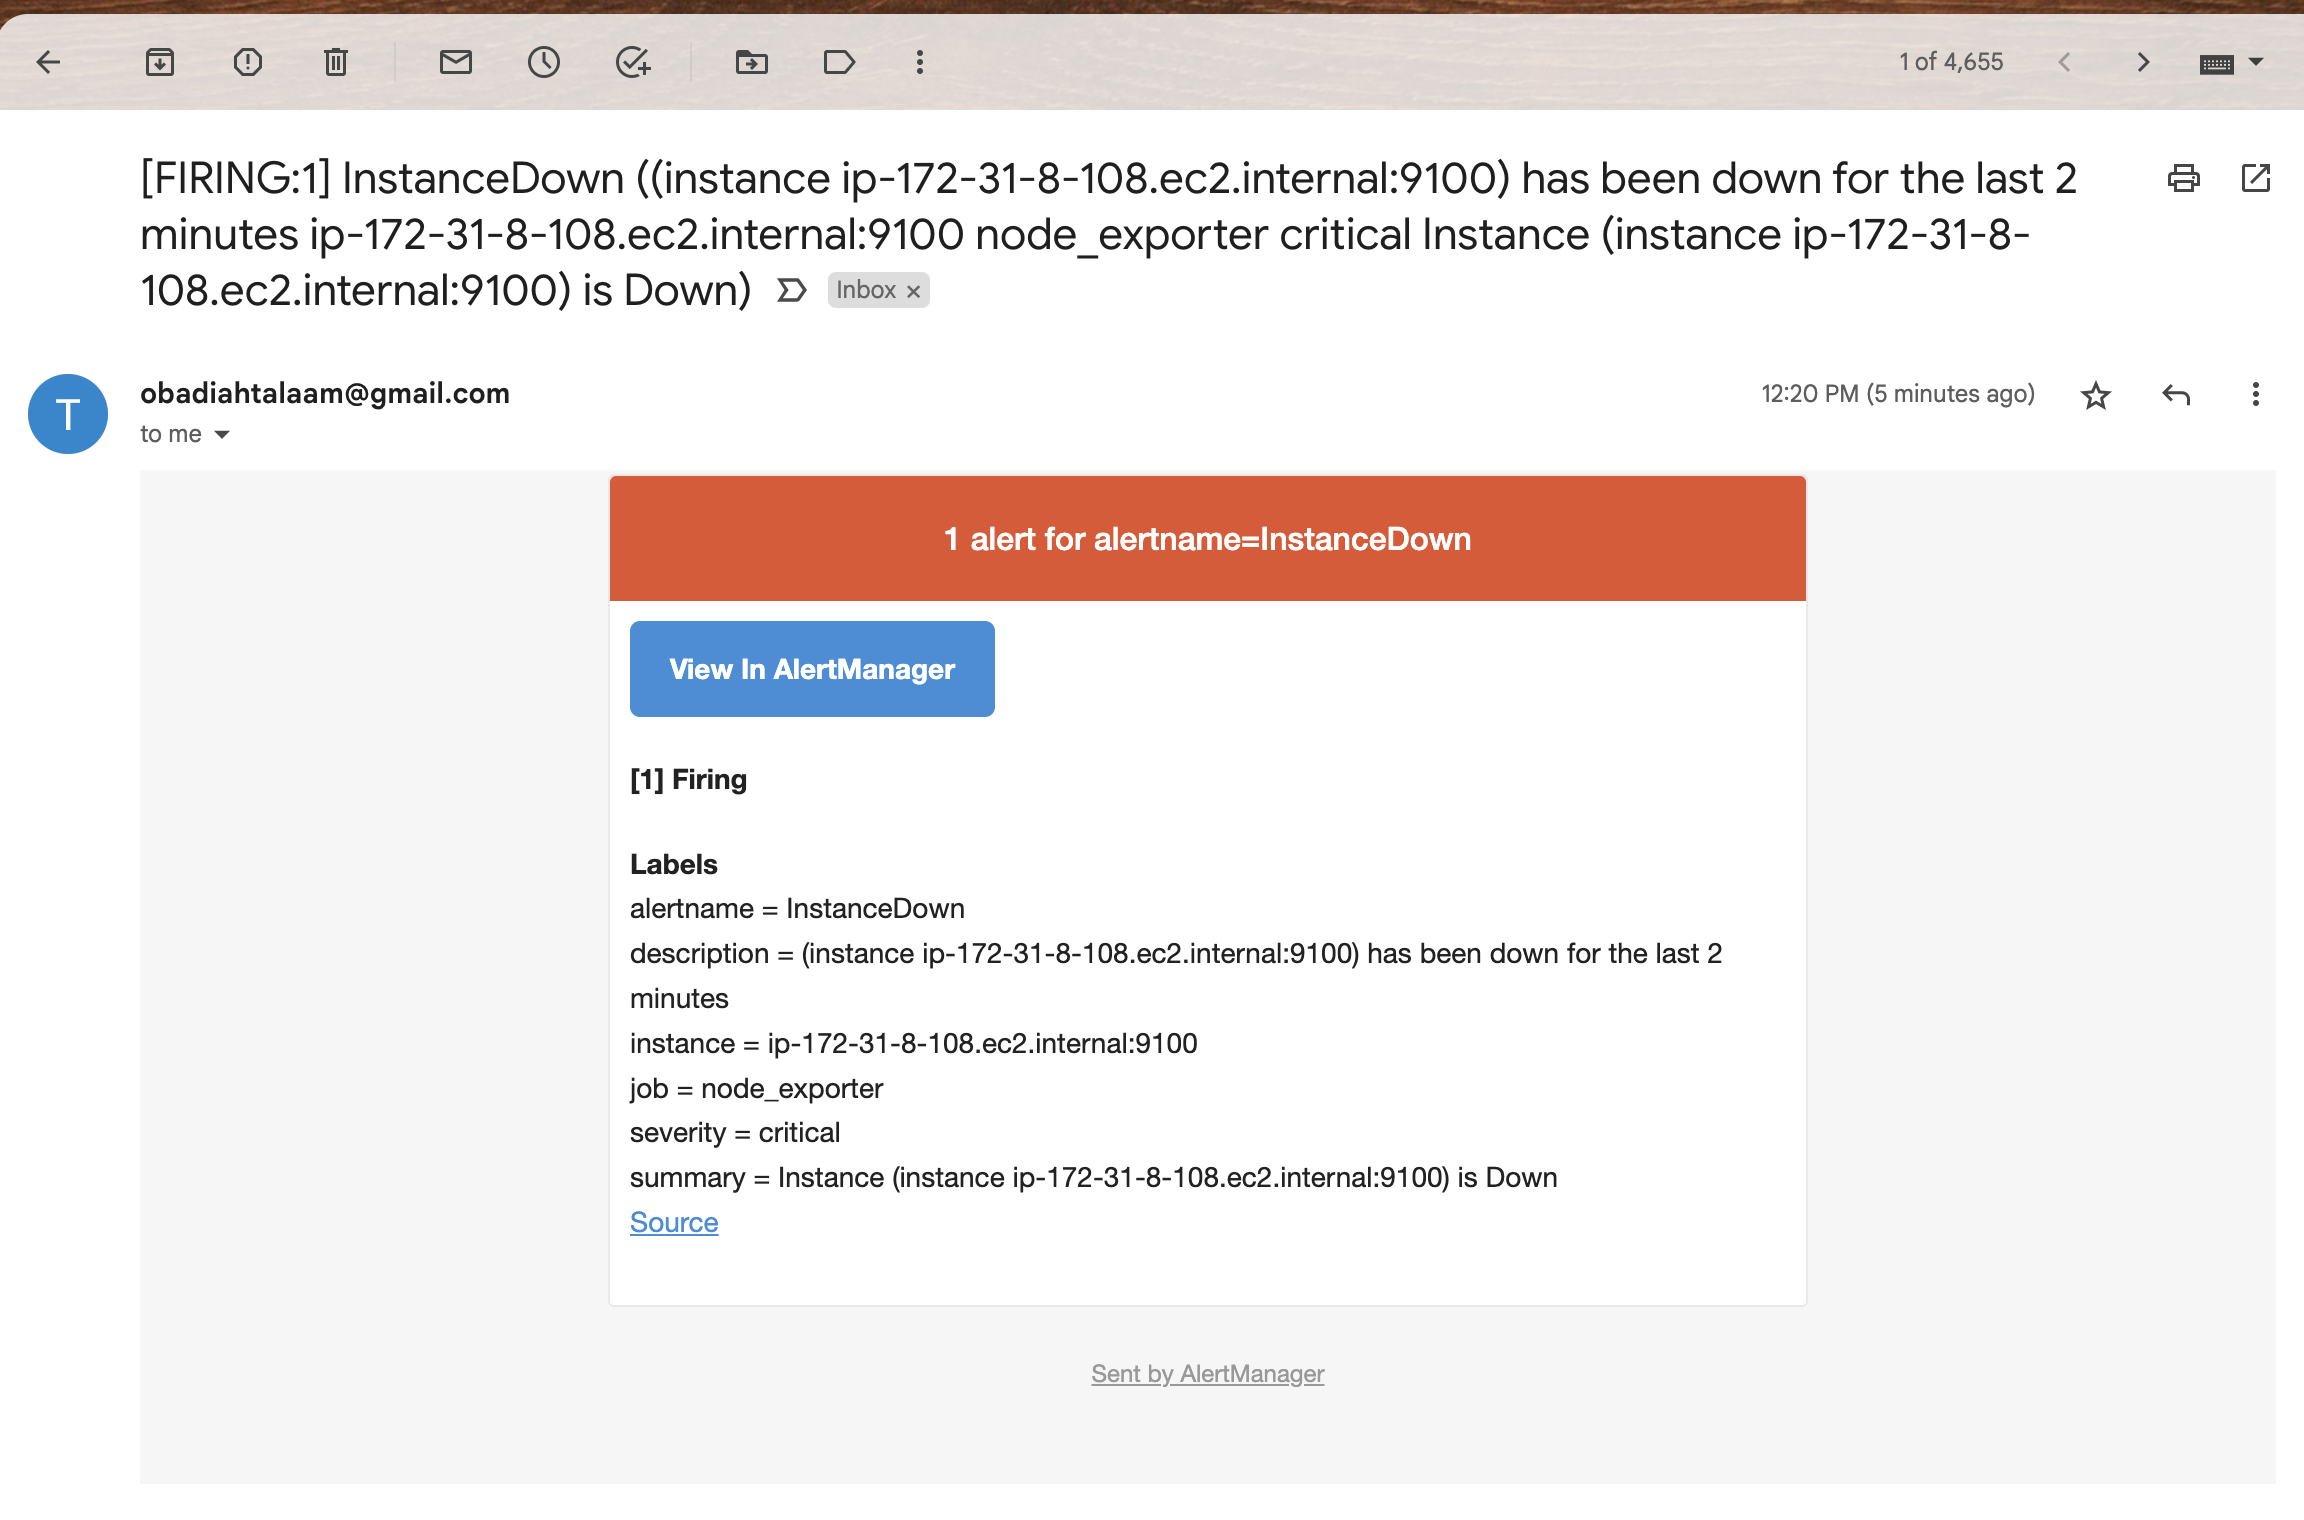 1 of 4,655
[FIRING:1] InstanceDown ((instance ip-172-31-8-108.ec2.internal:9100) has been down for the last 2
minutes ip-172-31-8-108.ec2.internal:9100 node_exporter critical Instance (instance ip-172-31-8-
108.ec2.internal:9100) is Down) Inbox ×
T
obadiahtalaam@gmail.com
12:20 PM (5 minutes ago)
to me
1 alert for alertname=InstanceDown
View In AlertManager
[1] Firing
Labels
alertname = InstanceDown
description = (instance ip-172-31-8-108.ec2.internal:9100) has been down for the last 2
minutes
instance = ip-172-31-8-108.ec2.internal:9100
job = node_exporter
severity = critical
summary = Instance (instance ip-172-31-8-108.ec2.internal:9100) is Down
Source
Sent by AlertManager